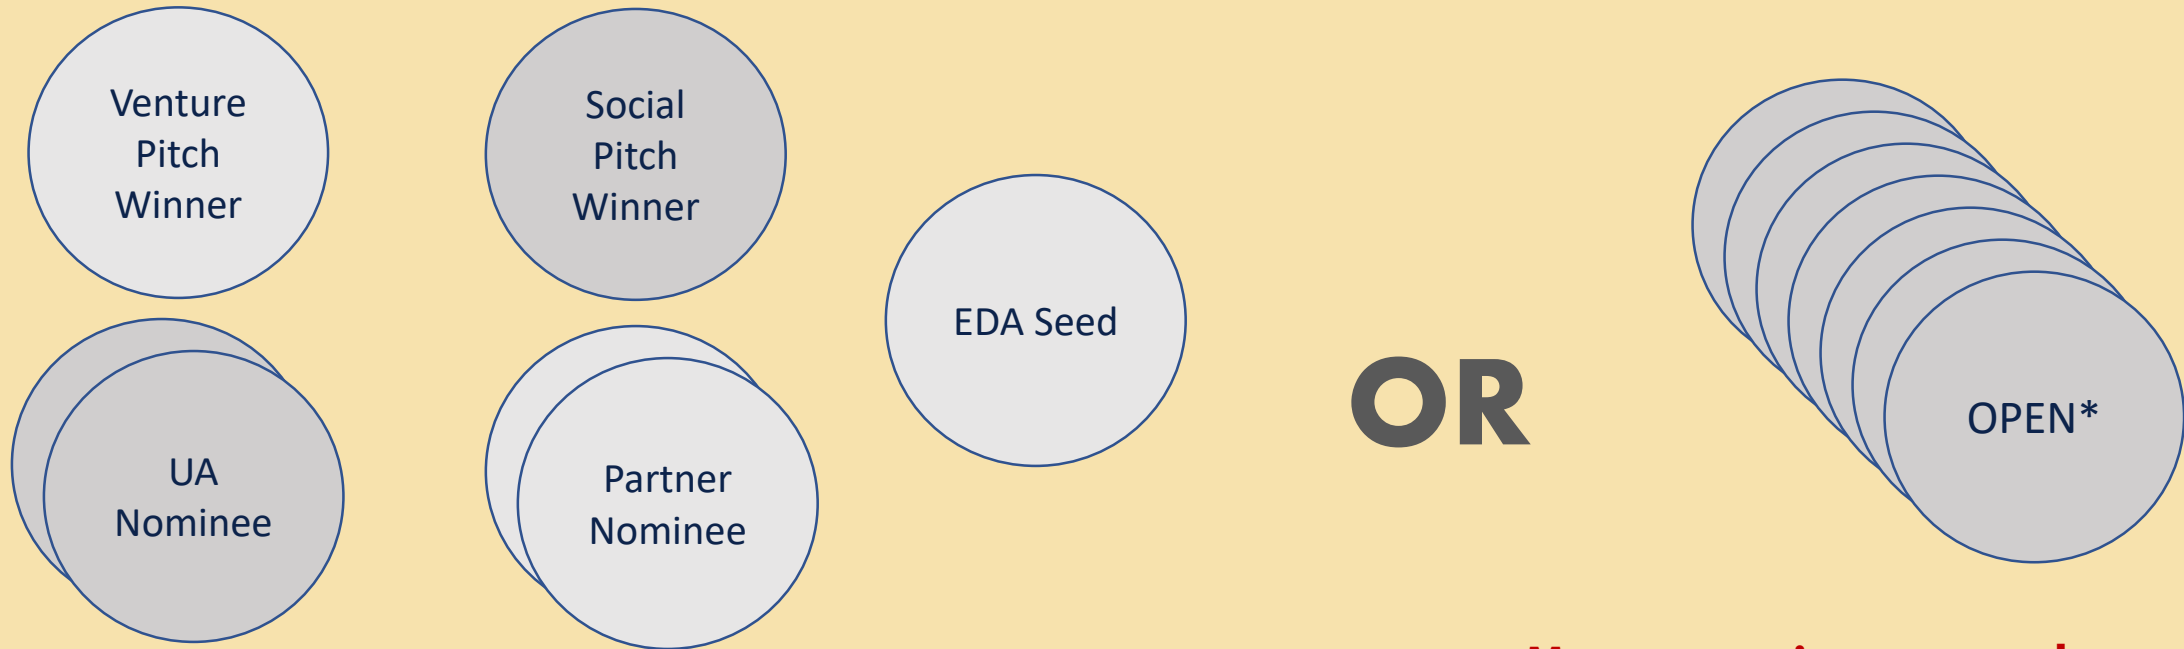 Venture
Pitch
Winner
Social
Pitch
Winner
EDA Seed
UA
Nominee
Partner
Nominee
OR
OPEN*